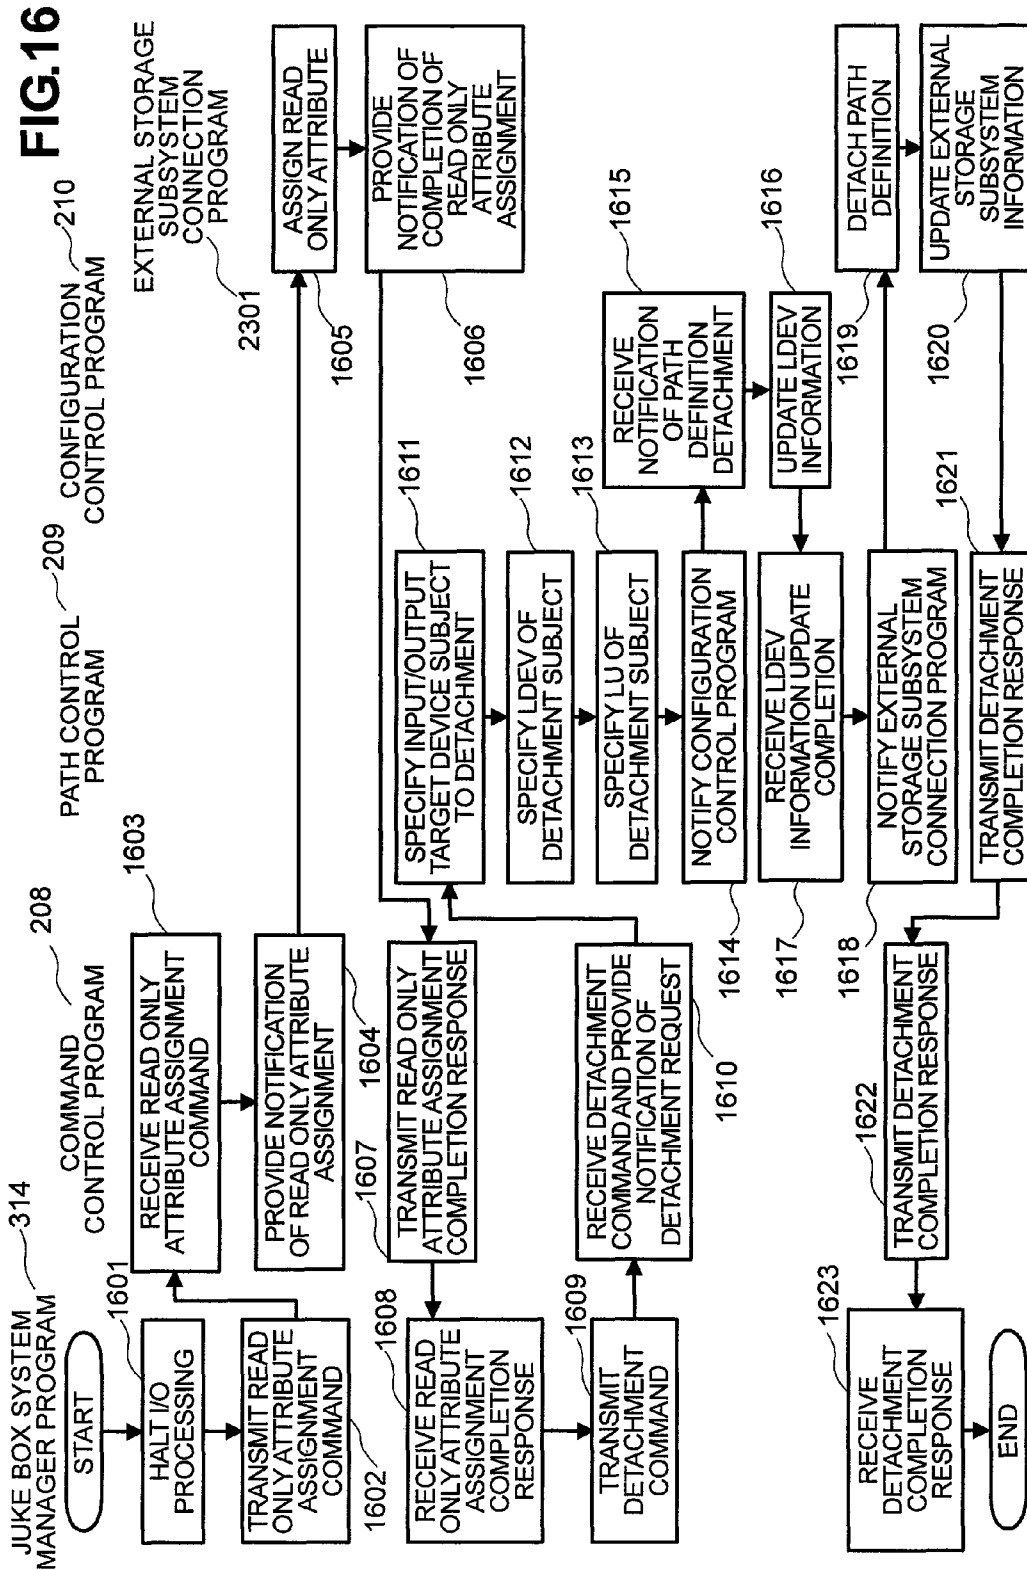 FIG.16
JUKE BOX SYSTEM
MANAGER PROGRAM
314
COMMAND
CONTROL PROGRAM
208
PATH CONTROL
PROGRAM
209
CONFIGURATION
CONTROL PROGRAM
210
EXTERNAL STORAGE
SUBSYSTEM
CONNECTION
PROGRAM
2301
START
HALT I/O
PROCESSING
1601
TRANSMIT READ
ONLY ATTRIBUTE
ASSIGNMENT
COMMAND
1602
RECEIVE READ ONLY
ATTRIBUTE ASSIGNMENT
COMMAND
1603
PROVIDE NOTIFICATION
OF READ ONLY ATTRIBUTE
ASSIGNMENT
1604
ASSIGN READ
ONLY ATTRIBUTE
1605
PROVIDE
NOTIFICATION OF
COMPLETION OF
READ ONLY
ATTRIBUTE
ASSIGNMENT
1606
TRANSMIT READ ONLY
ATTRIBUTE ASSIGNMENT
COMPLETION RESPONSE
1607
RECEIVE READ
ONLY ATTRIBUTE
ASSIGNMENT
COMPLETION
RESPONSE
1608
TRANSMIT
DETACHMENT
COMMAND
1609
RECEIVE DETACHMENT
COMMAND AND PROVIDE
NOTIFICATION OF
DETACHMENT REQUEST
1610
SPECIFY INPUT/OUTPUT
TARGET DEVICE SUBJECT
TO DETACHMENT
1611
SPECIFY LDEV OF
DETACHMENT SUBJECT
1612
SPECIFY LU OF
DETACHMENT SUBJECT
1613
NOTIFY CONFIGURATION
CONTROL PROGRAM
1614
RECEIVE
NOTIFICATION
OF PATH
DEFINITION
DETACHMENT
1615
UPDATE LDEV
INFORMATION
1616
RECEIVE LDEV
INFORMATION UPDATE
COMPLETION
1617
NOTIFY EXTERNAL
STORAGE SUBSYSTEM
CONNECTION PROGRAM
1618
DETACH PATH
DEFINITION
1619
UPDATE EXTERNAL
STORAGE
SUBSYSTEM
INFORMATION
1620
TRANSMIT DETACHMENT
COMPLETION RESPONSE
1621
TRANSMIT DETACHMENT
COMPLETION RESPONSE
1622
RECEIVE
DETACHMENT
COMPLETION
RESPONSE
1623
END